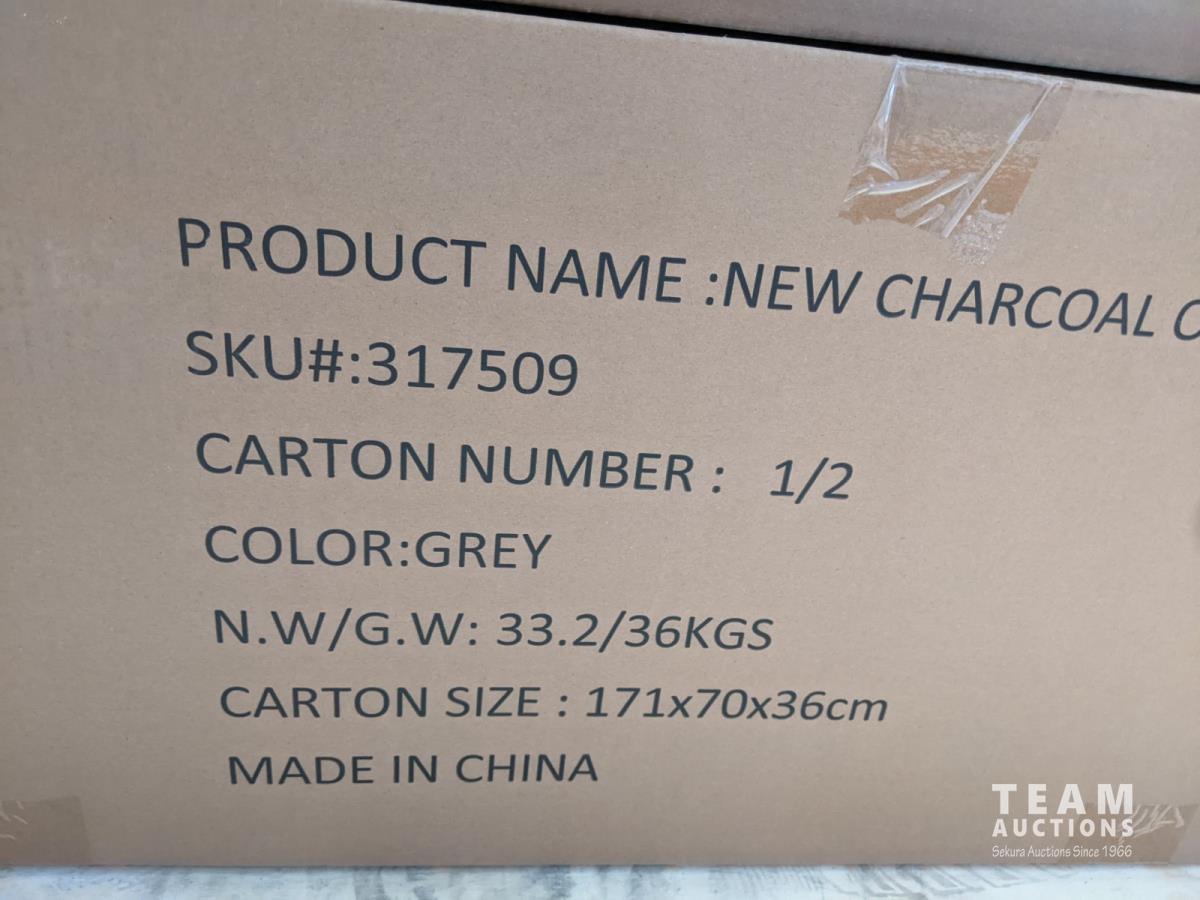 PRODUCT NAME :NEW CHARCOAL
SKU#:317509
CARTON NUMBER : 1/2
COLOR:GREY
N.W/G.W: 33.2/36KGS
CARTON SIZE : 171x70x36cm
MADE IN CHINA
TEAM
AUCTIONS
Sekura Auctions Since 1966